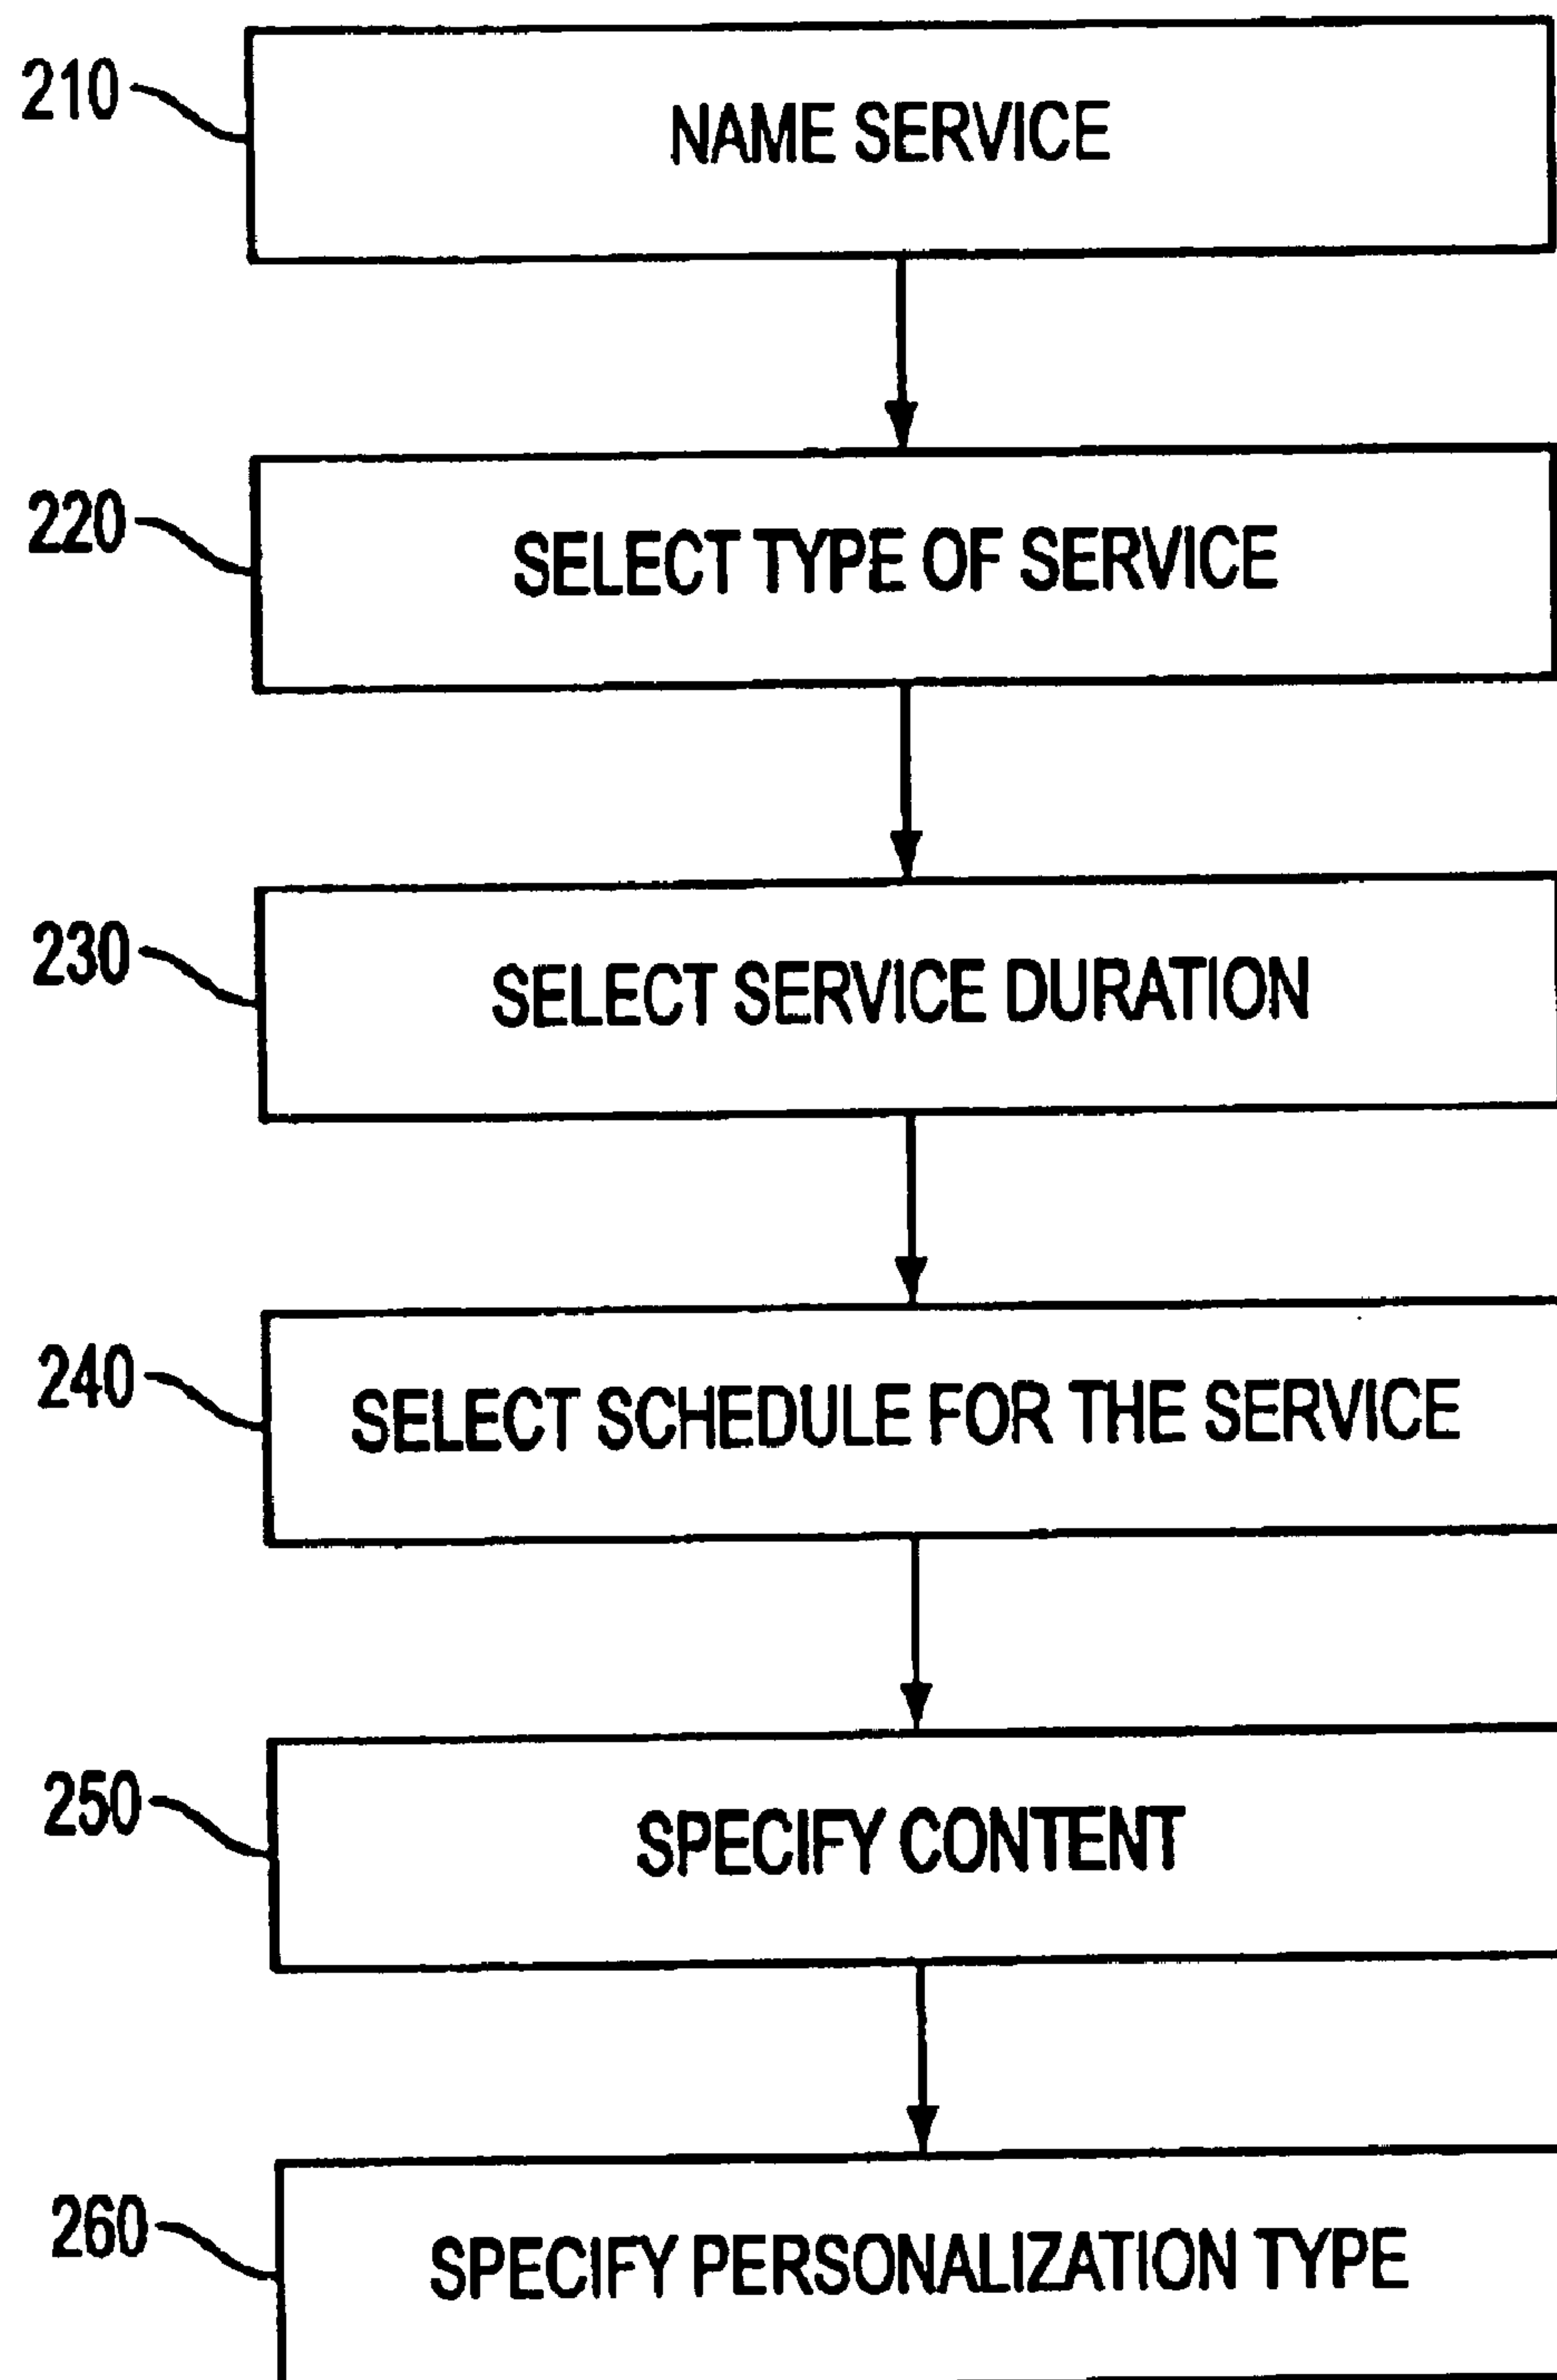 210
NAME SERVICE
220
SELECT TYPE OF SERVICE
230
SELECT SERVICE DURATION
240
SELECT SCHEDULE FOR THE SERVICE
250
SPECIFY CONTENT
260
SPECIFY PERSONALIZATION TYPE